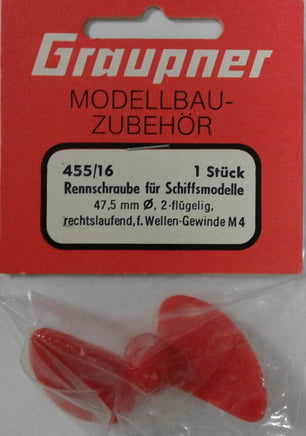 Graupner
MODELLBAU-
ZUBEHÖR
455/16 1 Stück
Rennschraube für Schiffsmodelle
47,5 mm Ø, 2-flügelig,
rechtslaufend, f. Wellen-Gewinde M 4